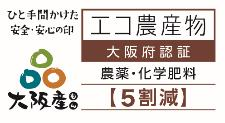 ひと手間かけた
安全・安心の印
大阪産もん
エコ農産物
大阪府認証
農薬・化学肥料
【5割減】